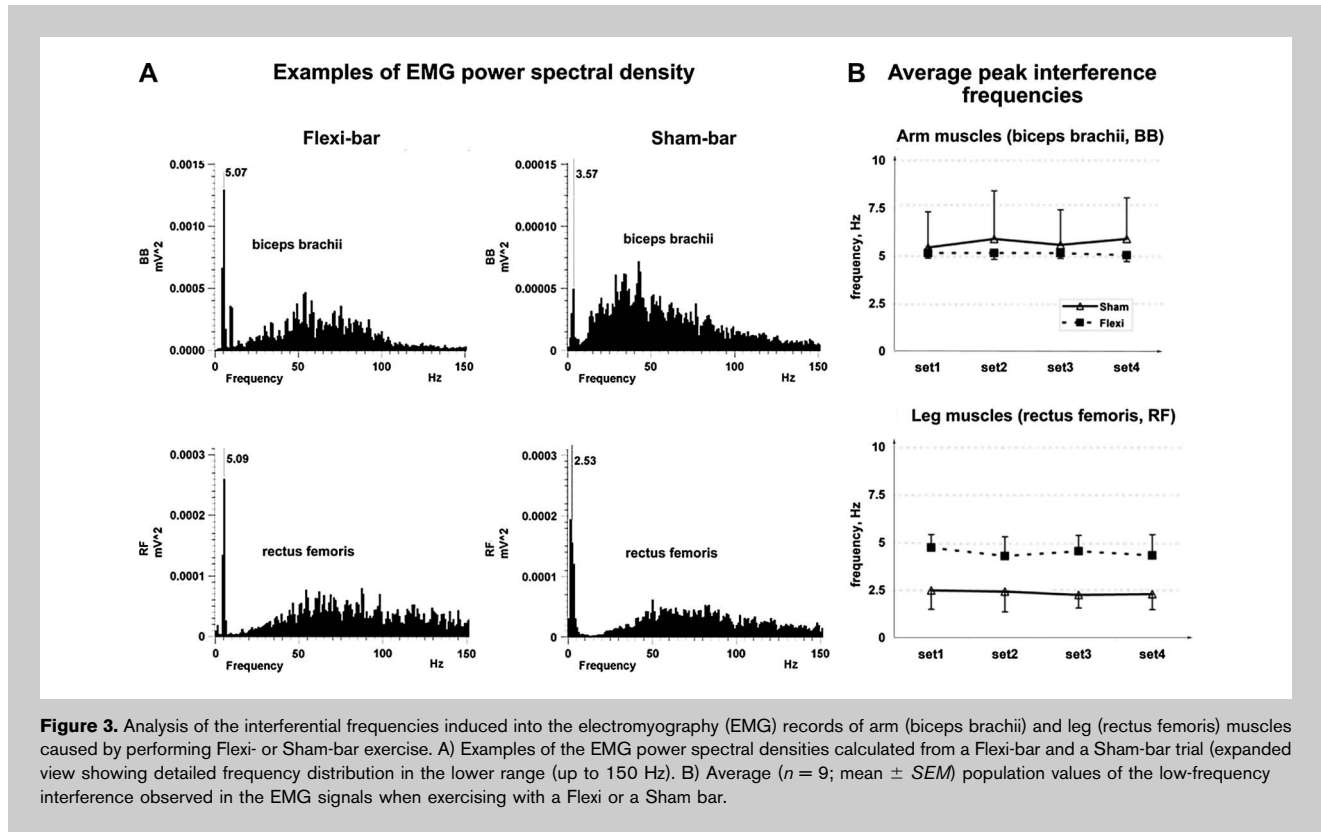 A Examples of EMG power spectral density
Flexi-bar
Sham-bar
0.0015
0.0010
0.0005
0.0000
BB
mV^2
5.07
biceps brachii
0 50 100 150
Frequency Hz
0.00015
0.00010
0.00005
0
BB
mV^2
3.57
biceps brachii
0 50 100 150
Frequency Hz
0.0003
0.0002
0.0001
0
RF
mV^2
5.09
rectus femoris
0 50 100 150
Frequency Hz
0.0003
0.0002
0.0001
0
RF
mV^2
2.53
rectus femoris
0 50 100 150
Frequency Hz
B Average peak interference
frequencies
Arm muscles (biceps brachii, BB)
10
7.5
5
2.5
0
frequency, Hz
Sham
Flexi
set1 set2 set3 set4
Leg muscles (rectus femoris, RF)
10
7.5
5
2.5
0
frequency, Hz
set1 set2 set3 set4
Figure 3. Analysis of the interferential frequencies induced into the electromyography (EMG) records of arm (biceps brachii) and leg (rectus femoris) muscles
caused by performing Flexi- or Sham-bar exercise. A) Examples of the EMG power spectral densities calculated from a Flexi-bar and a Sham-bar trial (expanded
view showing detailed frequency distribution in the lower range (up to 150 Hz). B) Average (n = 9; mean ± SEM) population values of the low-frequency
interference observed in the EMG signals when exercising with a Flexi or a Sham bar.